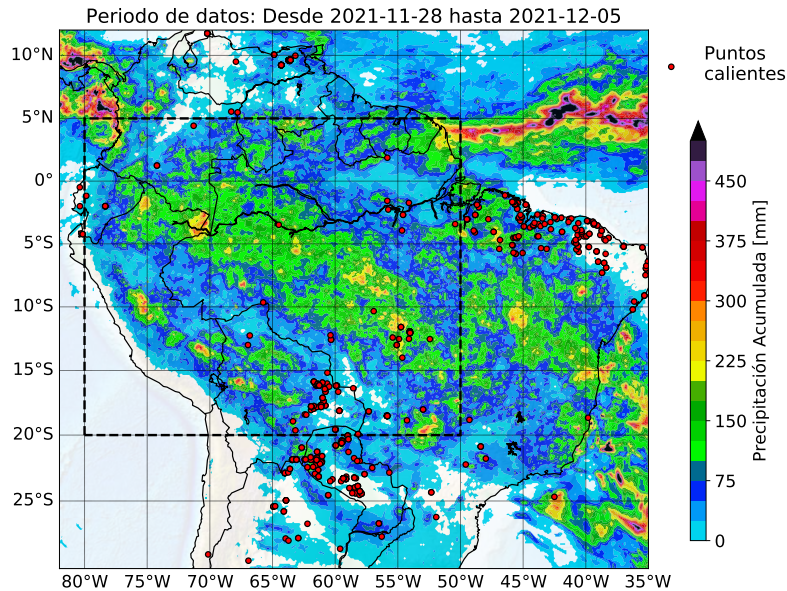 Periodo de datos: Desde 2021-11-28 hasta 2021-12-05
10°N
5°N
0°
5°S
10°S
15°S
20°S
25°S
80°W
75°W
70°W
65°W
60°W
55°W
50°W
45°W
40°W
35°W
Puntos
calientes
450
375
300
225
150
75
0
Precipitación Acumulada [mm]